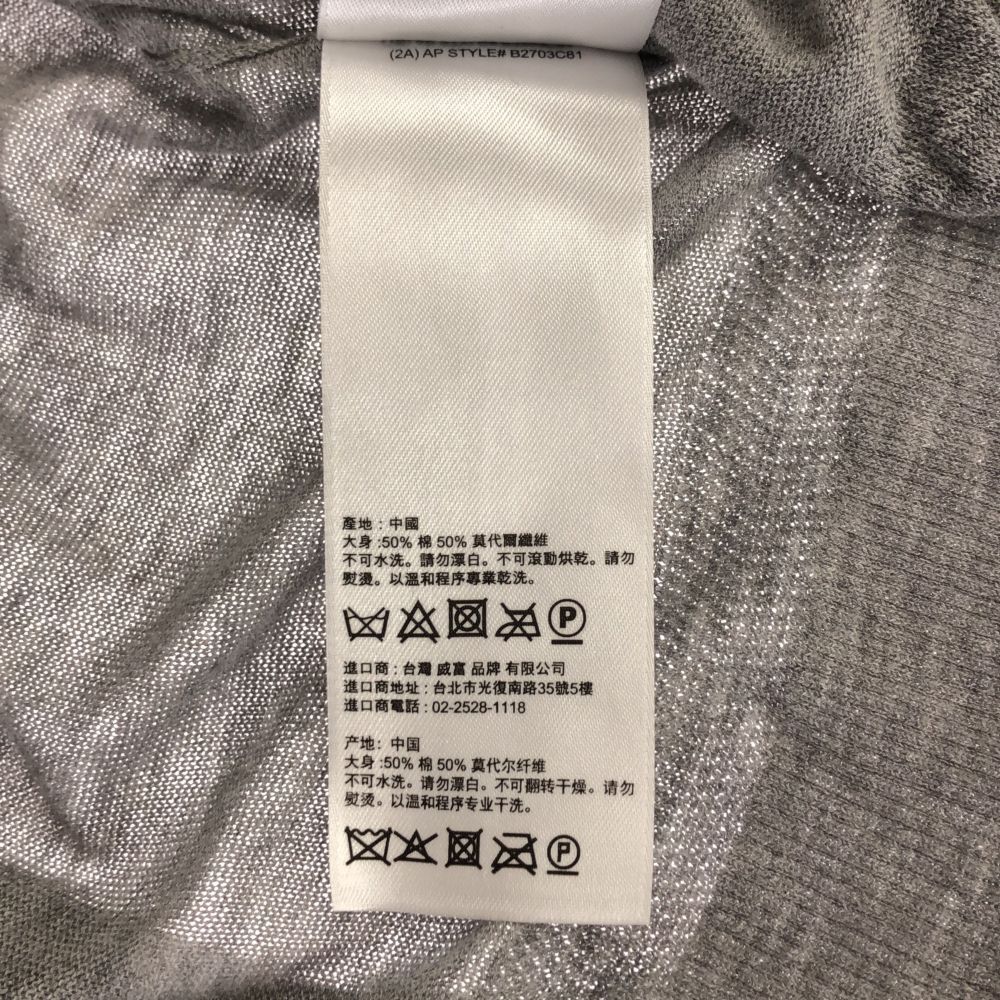 (2A) AP STYLE# B2703C81
產地：中國
大身:50% 棉 50% 莫代爾纖維
不可水洗。請勿漂白。不可滾動烘乾。請勿
熨燙。以溫和程序專業乾洗。
P
進口商：台灣 威富 品牌 有限公司
進口商地址：台北市光復南路35號5樓
進口商電話：02-2528-1118
产地：中国
大身:50% 棉 50% 莫代尔纤维
不可水洗。请勿漂白。不可翻转干燥。请勿
熨烫。以温和程序专业干洗。
P